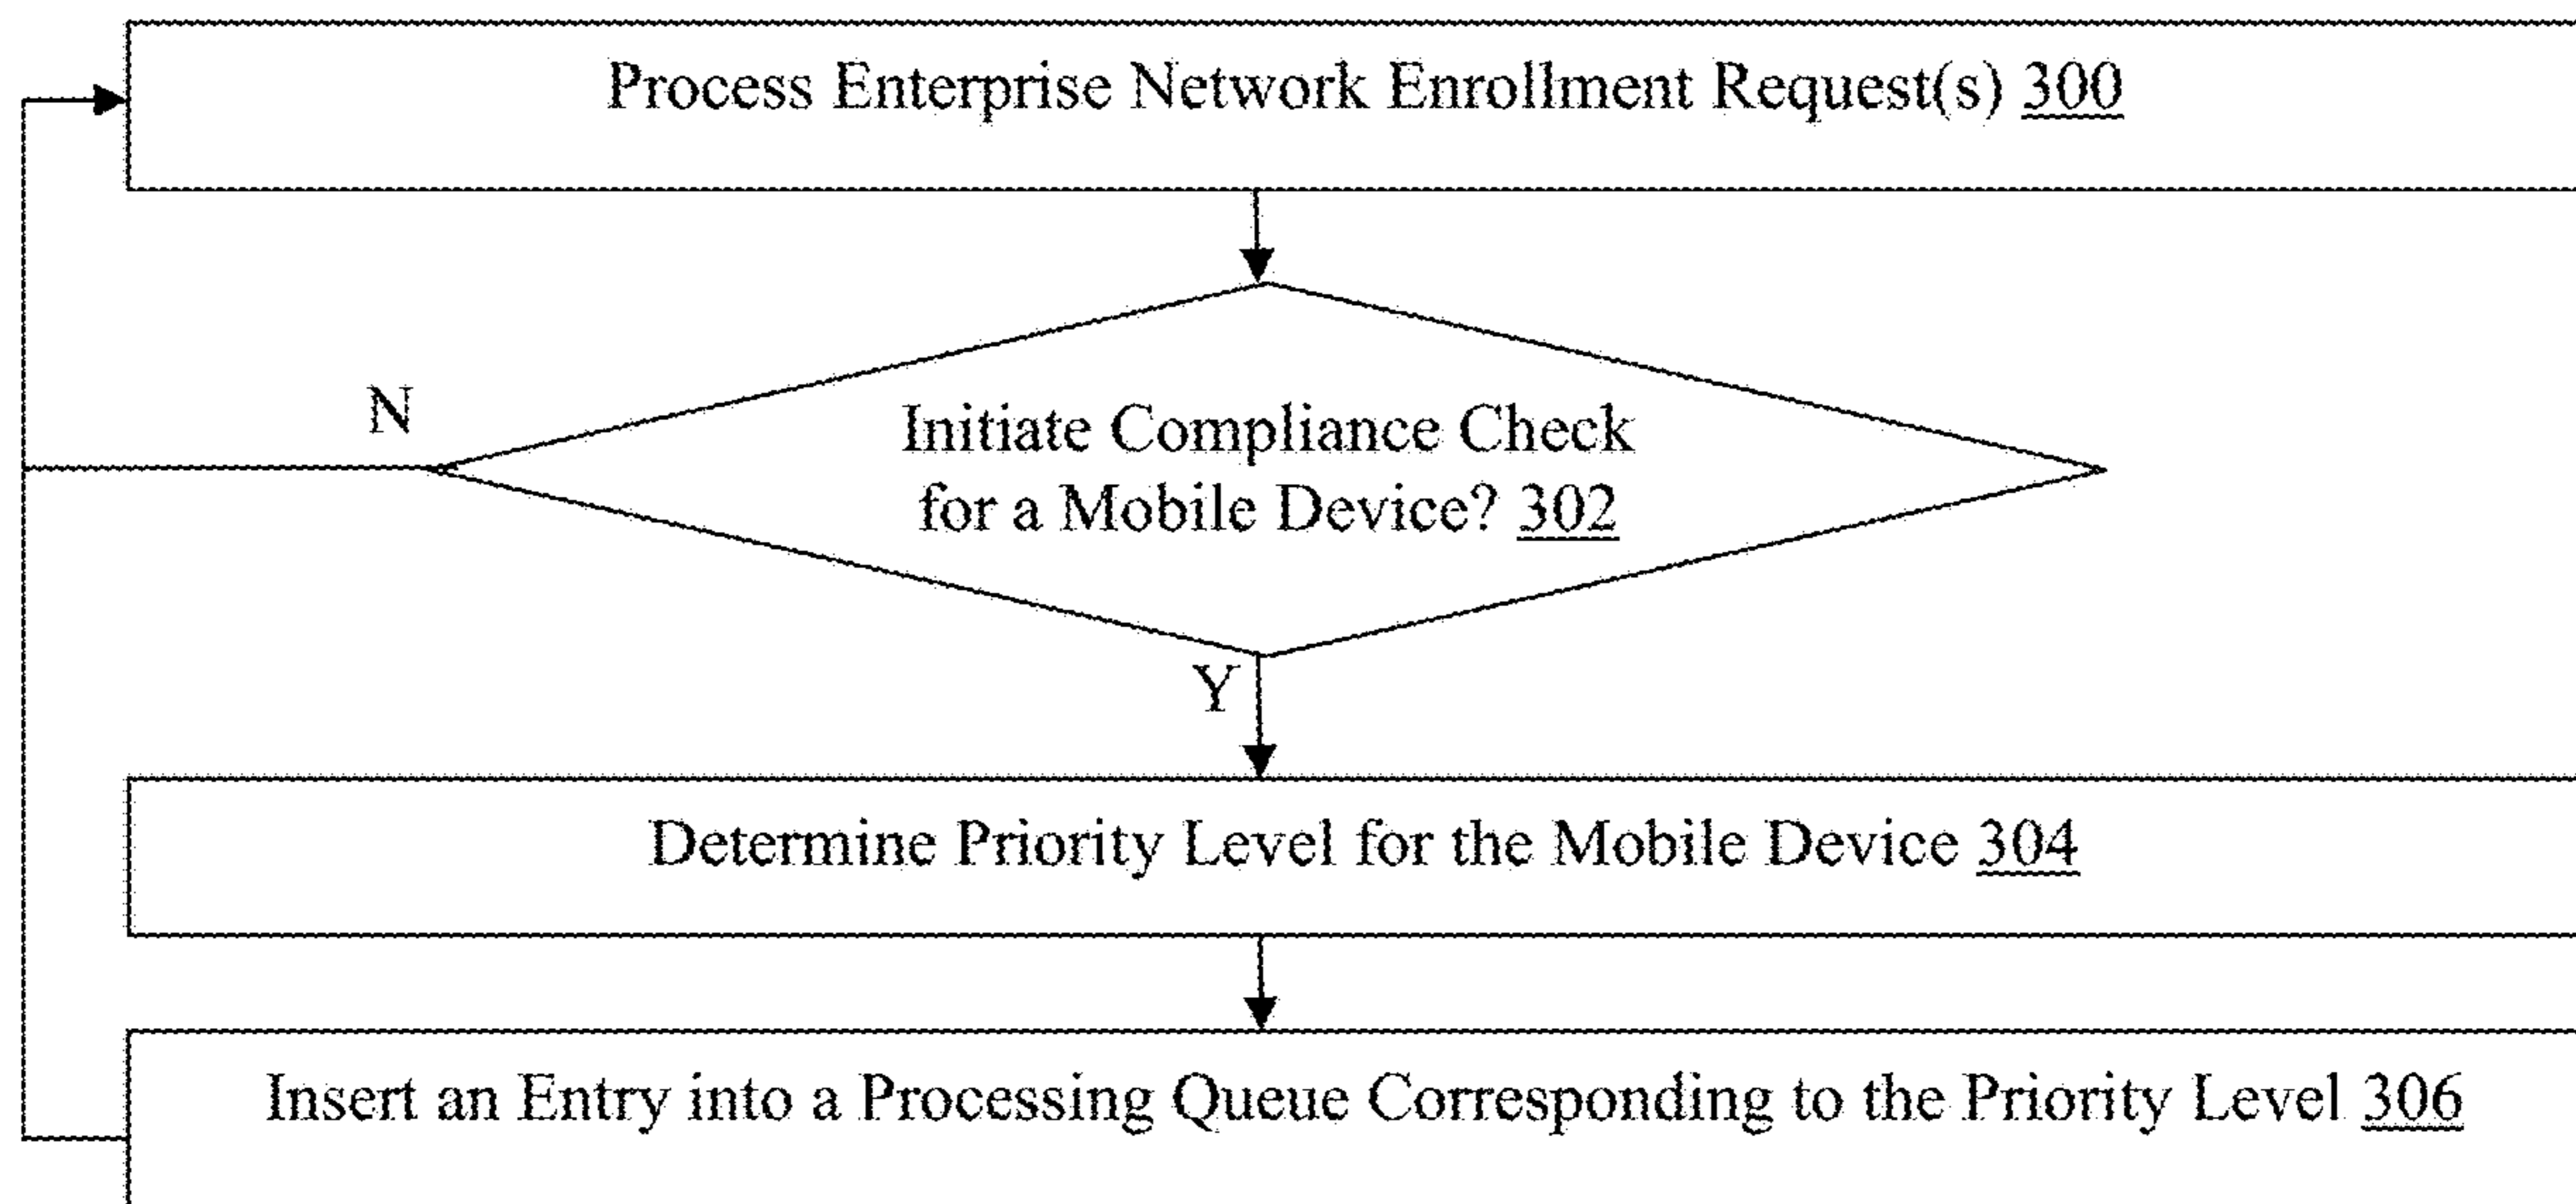 Process Enterprise Network Enrollment Request(s) 300
N
Initiate Compliance Check
for a Mobile Device? 302
Y
Determine Priority Level for the Mobile Device 304
Insert an Entry into a Processing Queue Corresponding to the Priority Level 306